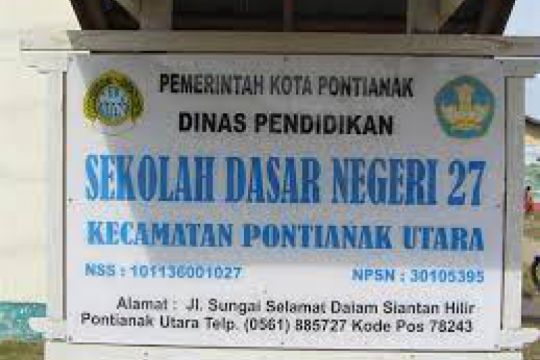 PEMERINTAH KOTA PONTIANAK
DINAS PENDIDIKAN
SEKOLAH DASAR NEGERI 27
KECAMATAN PONTIANAK UTARA
NSS : 101136001027 NPSN : 30105395
Alamat : Jl. Sungai Selamat Dalam Siantan Hilir
Pontianak Utara Telp. (0561) 885727 Kode Pos 78243